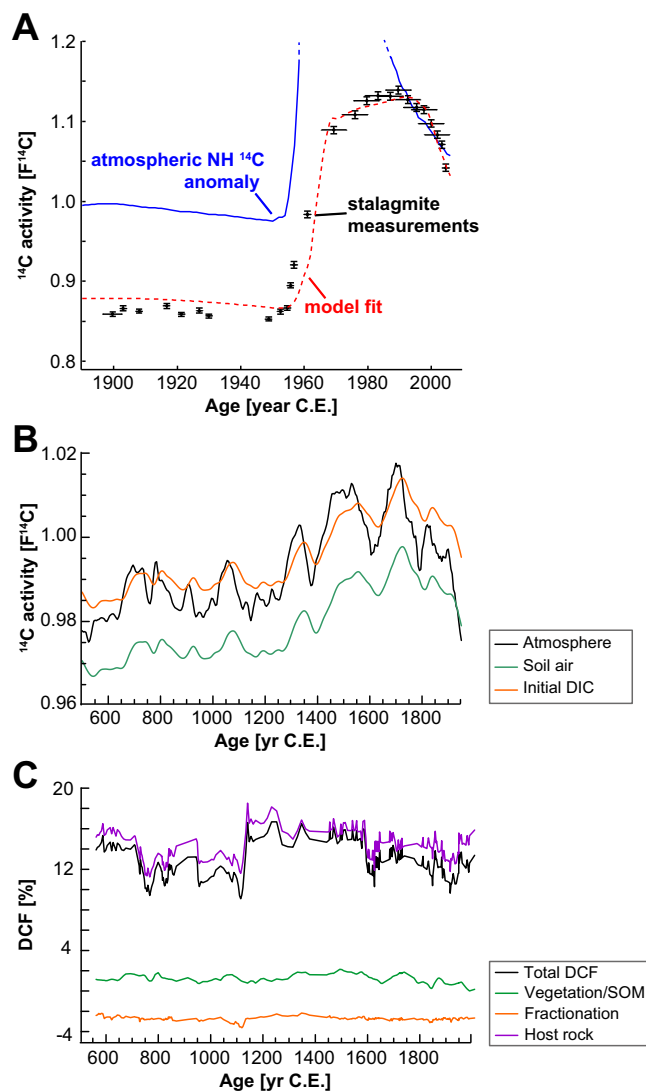 A
1.2
1.1
1.0
0.9
0.8
¹⁴C activity [F¹⁴C]
atmospheric NH ¹⁴C
anomaly
stalagmite
measurements
model fit
1900 1920 1940 1960 1980 2000
Age [year C.E.]
B
1.02
1.00
0.98
0.96
¹⁴C activity [F¹⁴C]
500 600 800 1000 1200 1400 1600 1800
Age [yr C.E.]
Atmosphere
Soil air
Initial DIC
C
20
12
4
-4
DCF [%]
600 800 1000 1200 1400 1600 1800
Age [yr C.E.]
Total DCF
Vegetation/SOM
Fractionation
Host rock